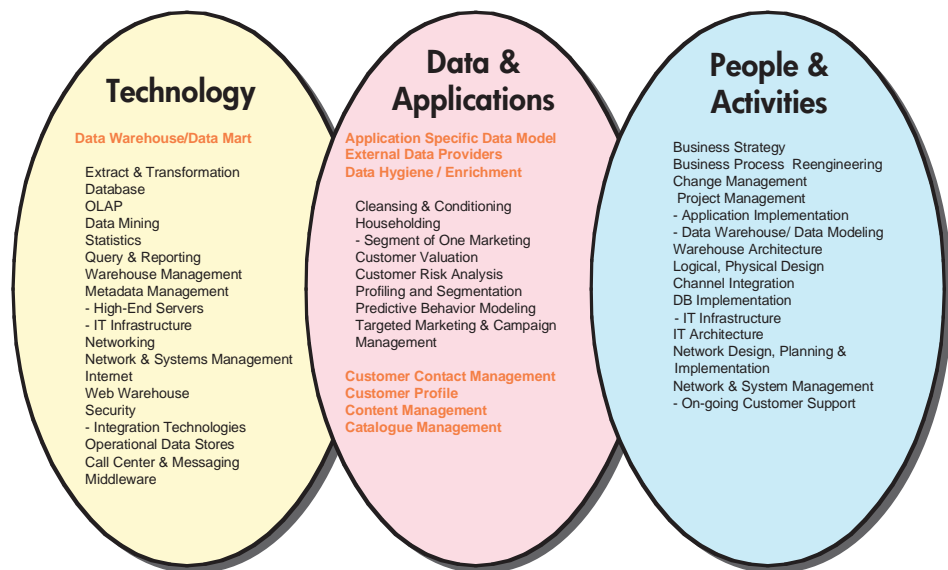 Technology
Data Warehouse/Data Mart
Extract & Transformation
Database
OLAP
Data Mining
Statistics
Query & Reporting
Warehouse Management
Metadata Management
- High-End Servers
- IT Infrastructure
Networking
Network & Systems Management
Internet
Web Warehouse
Security
- Integration Technologies
Operational Data Stores
Call Center & Messaging
Middleware
Data &
Applications
Application Specific Data Model
External Data Providers
Data Hygiene / Enrichment
Cleansing & Conditioning
Householding
- Segment of One Marketing
Customer Valuation
Customer Risk Analysis
Profiling and Segmentation
Predictive Behavior Modeling
Targeted Marketing & Campaign
Management
Customer Contact Management
Customer Profile
Content Management
Catalogue Management
People &
Activities
Business Strategy
Business Process  Reengineering
Change Management
Project Management
- Application Implementation
- Data Warehouse/ Data Modeling
Warehouse Architecture
Logical, Physical Design
Channel Integration
DB Implementation
- IT Infrastructure
IT Architecture
Network Design, Planning &
Implementation
Network & System Management
- On-going Customer Support